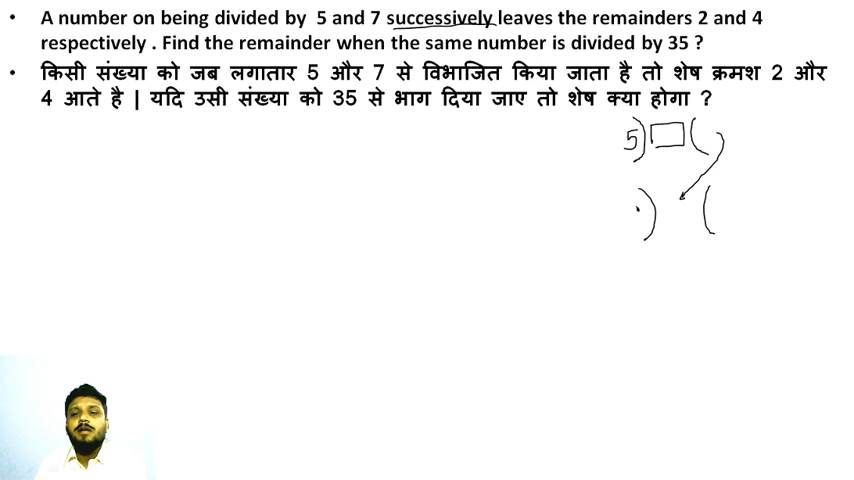 • A number on being divided by 5 and 7 successively leaves the remainders 2 and 4
respectively . Find the remainder when the same number is divided by 35 ?
• किसी संख्या को जब लगातार 5 और 7 से विभाजित किया जाता है तो शेष क्रमश 2 और
4 आते है | यदि उसी संख्या को 35 से भाग दिया जाए तो शेष क्या होगा ?
5)